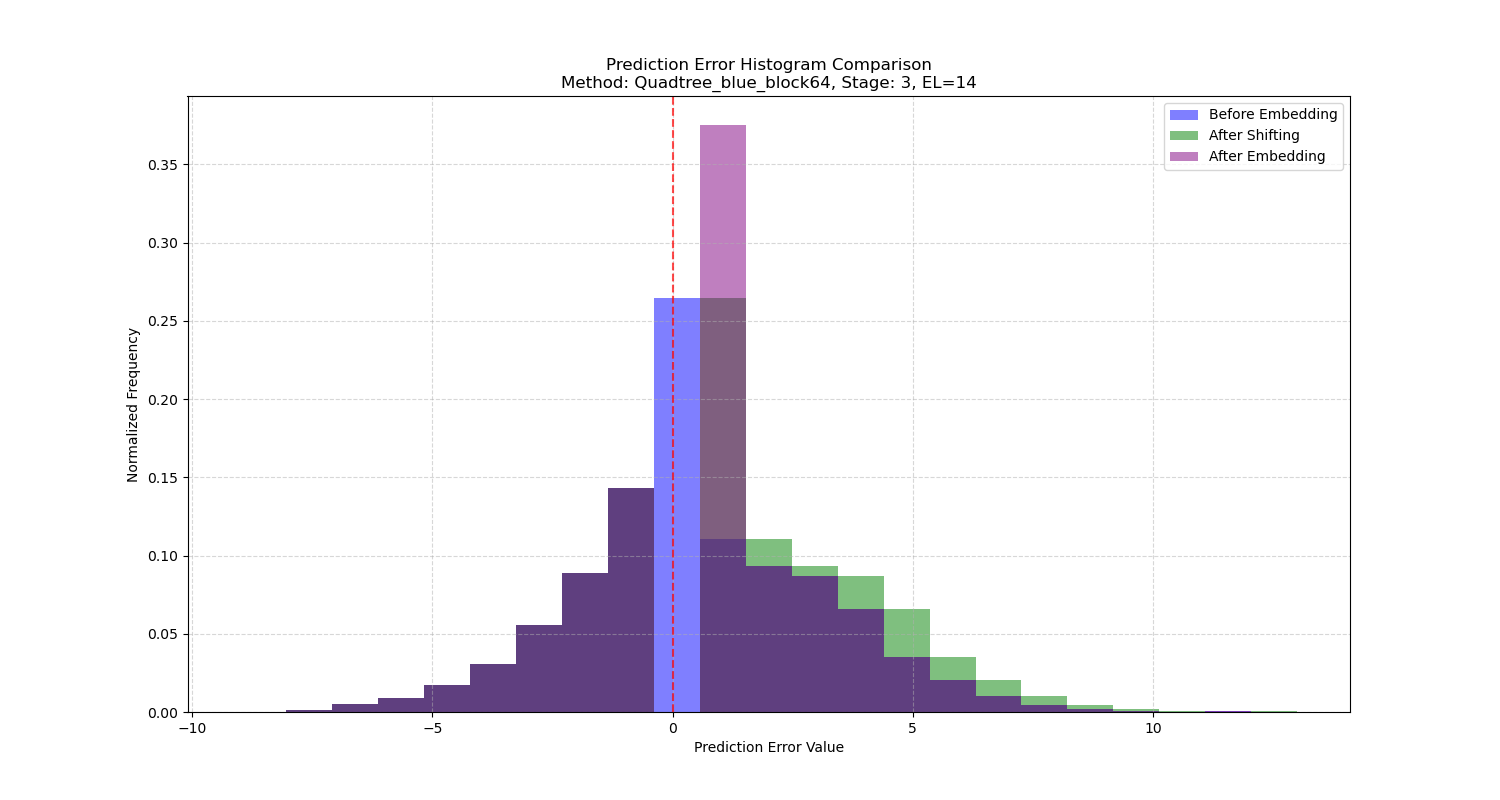 Prediction Error Histogram Comparison
Method: Quadtree_blue_block64, Stage: 3, EL=14
Before Embedding
After Shifting
After Embedding
Normalized Frequency
0.35
0.30
0.25
0.20
0.15
0.10
0.05
0.00
−10
−5
0
5
10
Prediction Error Value